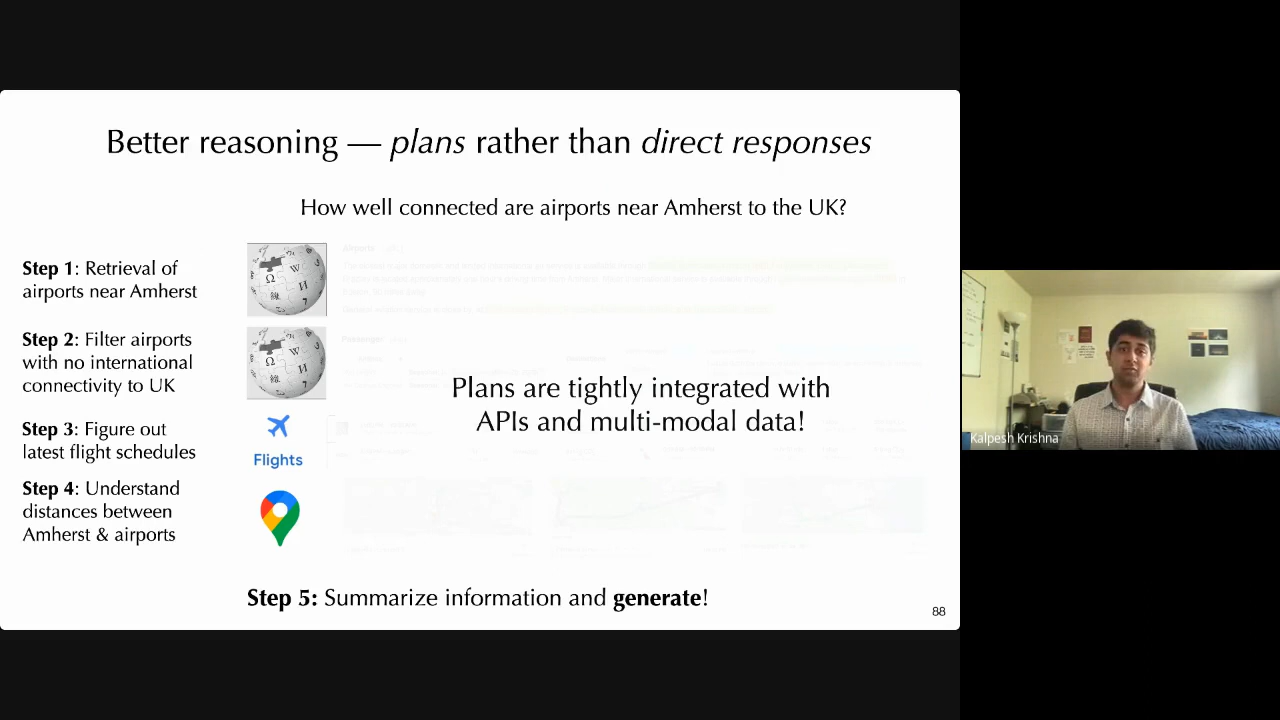 Better reasoning — plans rather than direct responses
How well connected are airports near Amherst to the UK?
Step 1: Retrieval of
airports near Amherst
Step 2: Filter airports
with no international
connectivity to UK
Step 3: Figure out
latest flight schedules
Flights
Step 4: Understand
distances between
Amherst & airports
Plans are tightly integrated with
APIs and multi-modal data!
Step 5: Summarize information and generate!
88
Kalpesh Krishna